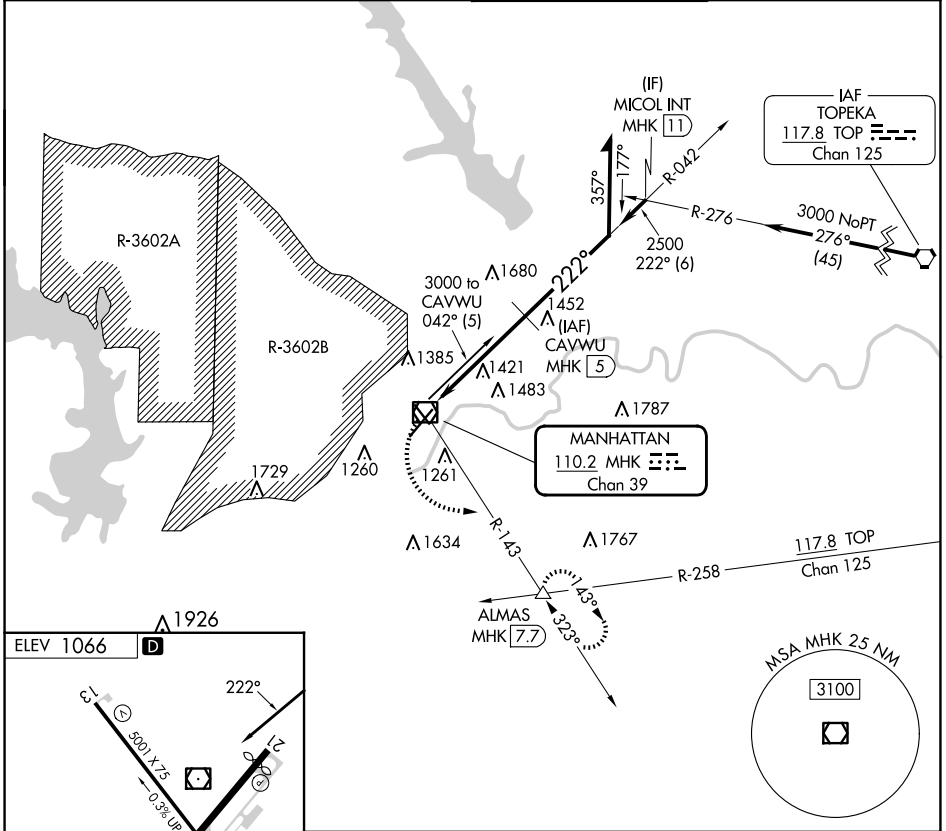 (IF)
MICOL INT
MHK 11
IAF
TOPEKA
117.8 TOP
Chan 125
R-042
357°
177°
R-276
3000 NoPT
276°
(45)
2500
222° (6)
R-3602A
R-3602B
3000 to
CAVWU
042° (5)
1680
222°
1452
(IAF)
CAVWU
MHK 5
1385
1421
1483
1787
MANHATTAN
110.2 MHK
Chan 39
1729
1260
1261
R-143
1634
1767
117.8 TOP
Chan 125
R-258
ALMAS
MHK 7.7
143°
323°
1926
ELEV 1066 D
222°
13
V
5001 X 75
0.3% UP
21
P
MSA MHK 25 NM
3100